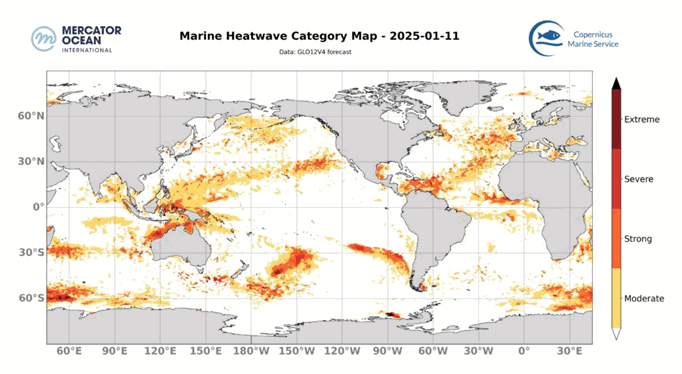 MERCATOR
OCEAN
INTERNATIONAL
Marine Heatwave Category Map - 2025-01-11
Data: GLO12V4 forecast
Copernicus
Marine Service
60°N
30°N
0°
30°S
60°S
60°E 90°E 120°E 150°E 180° 150°W 120°W 90°W 60°W 30°W 0° 30°E
Extreme
Severe
Strong
Moderate